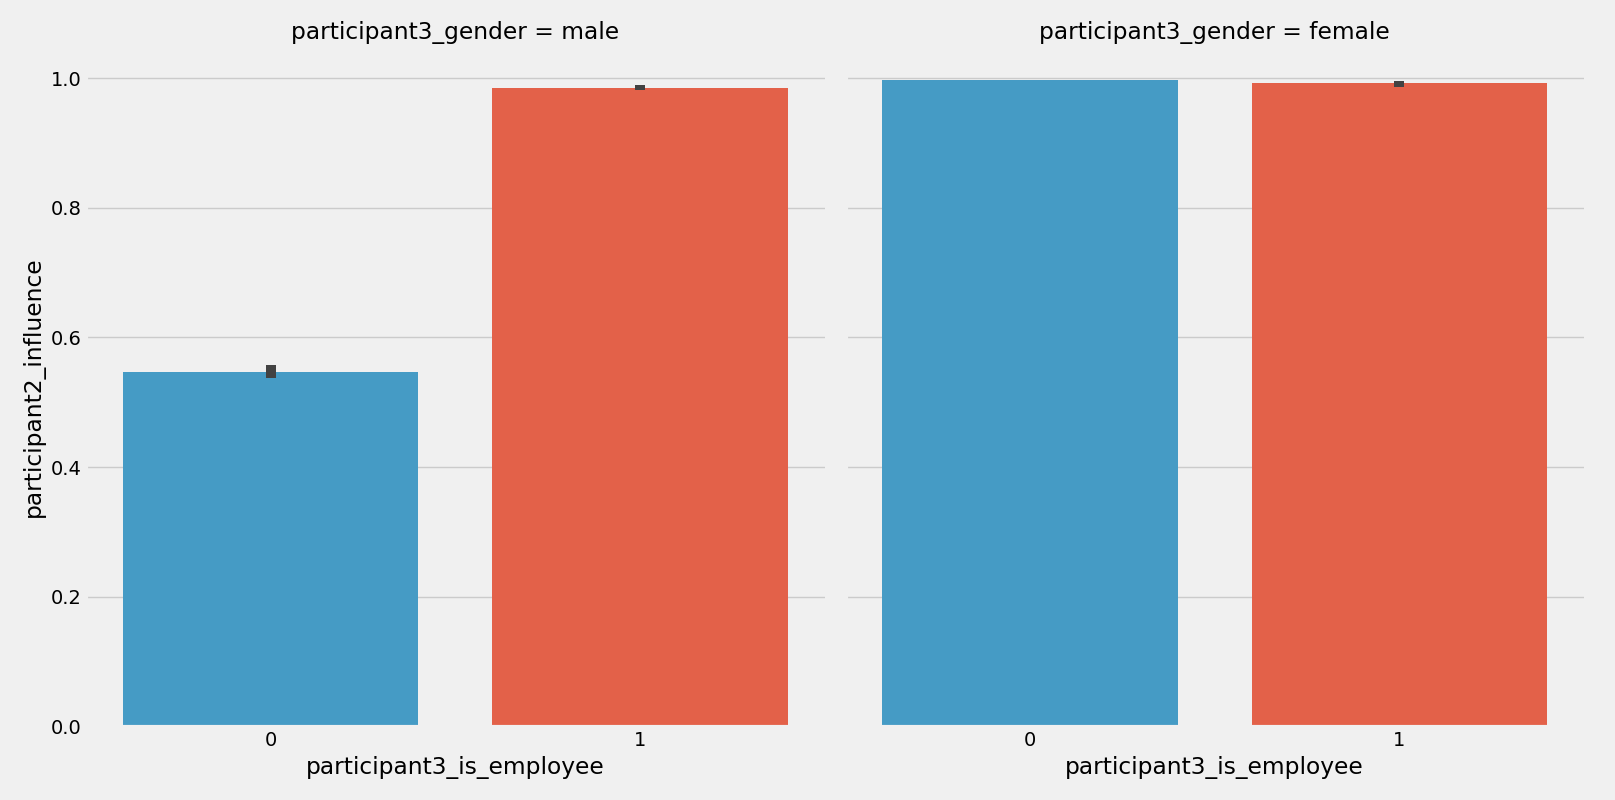 participant3_gender = male
participant3_gender = female
participant2_influence
1.0
0.8
0.6
0.4
0.2
0.0
0
1
0
1
participant3_is_employee
participant3_is_employee